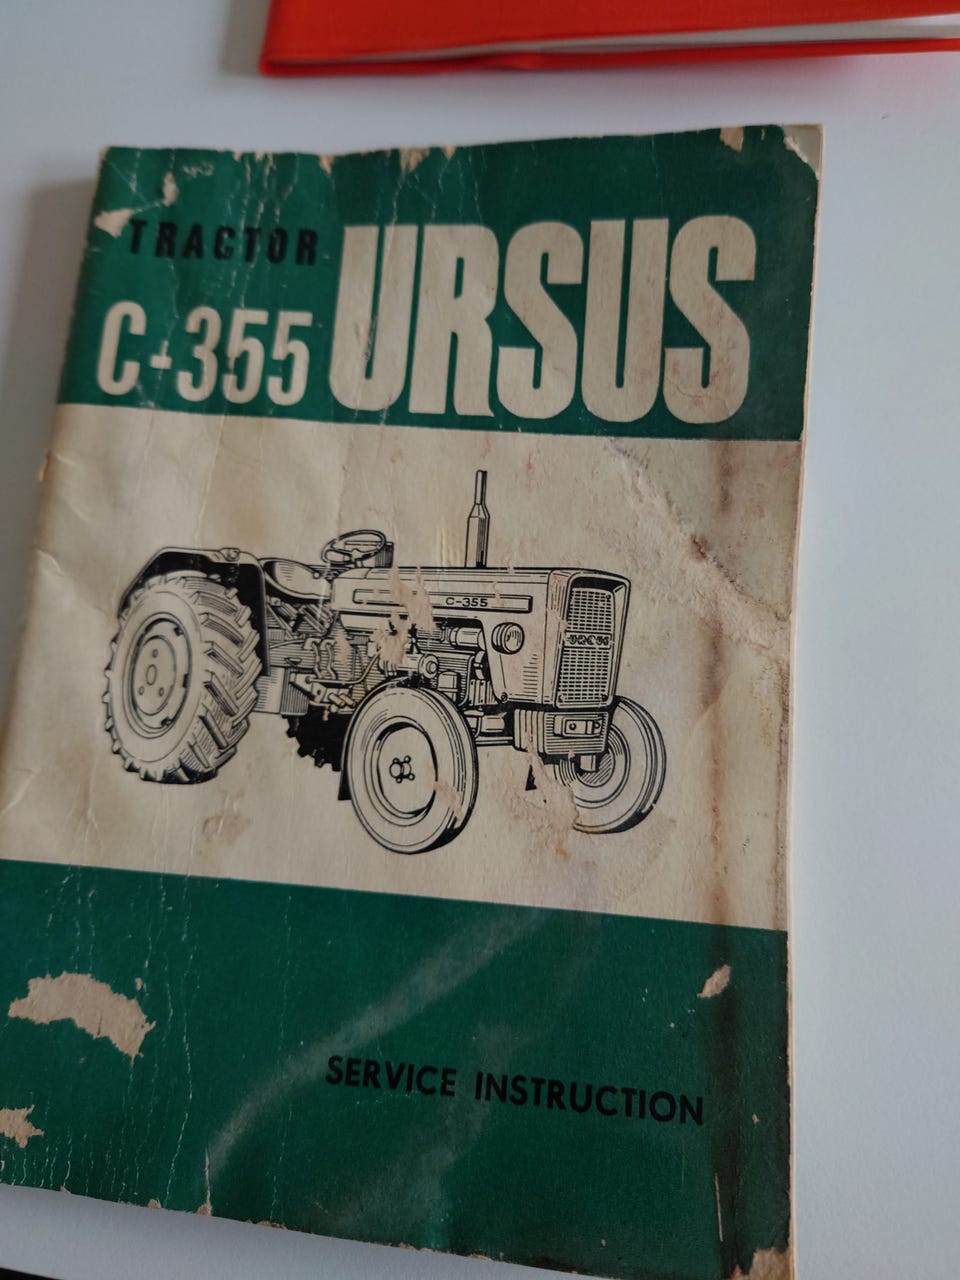 TRACTOR
C-355
URSUS
C-355
URSUS
SERVICE INSTRUCTION